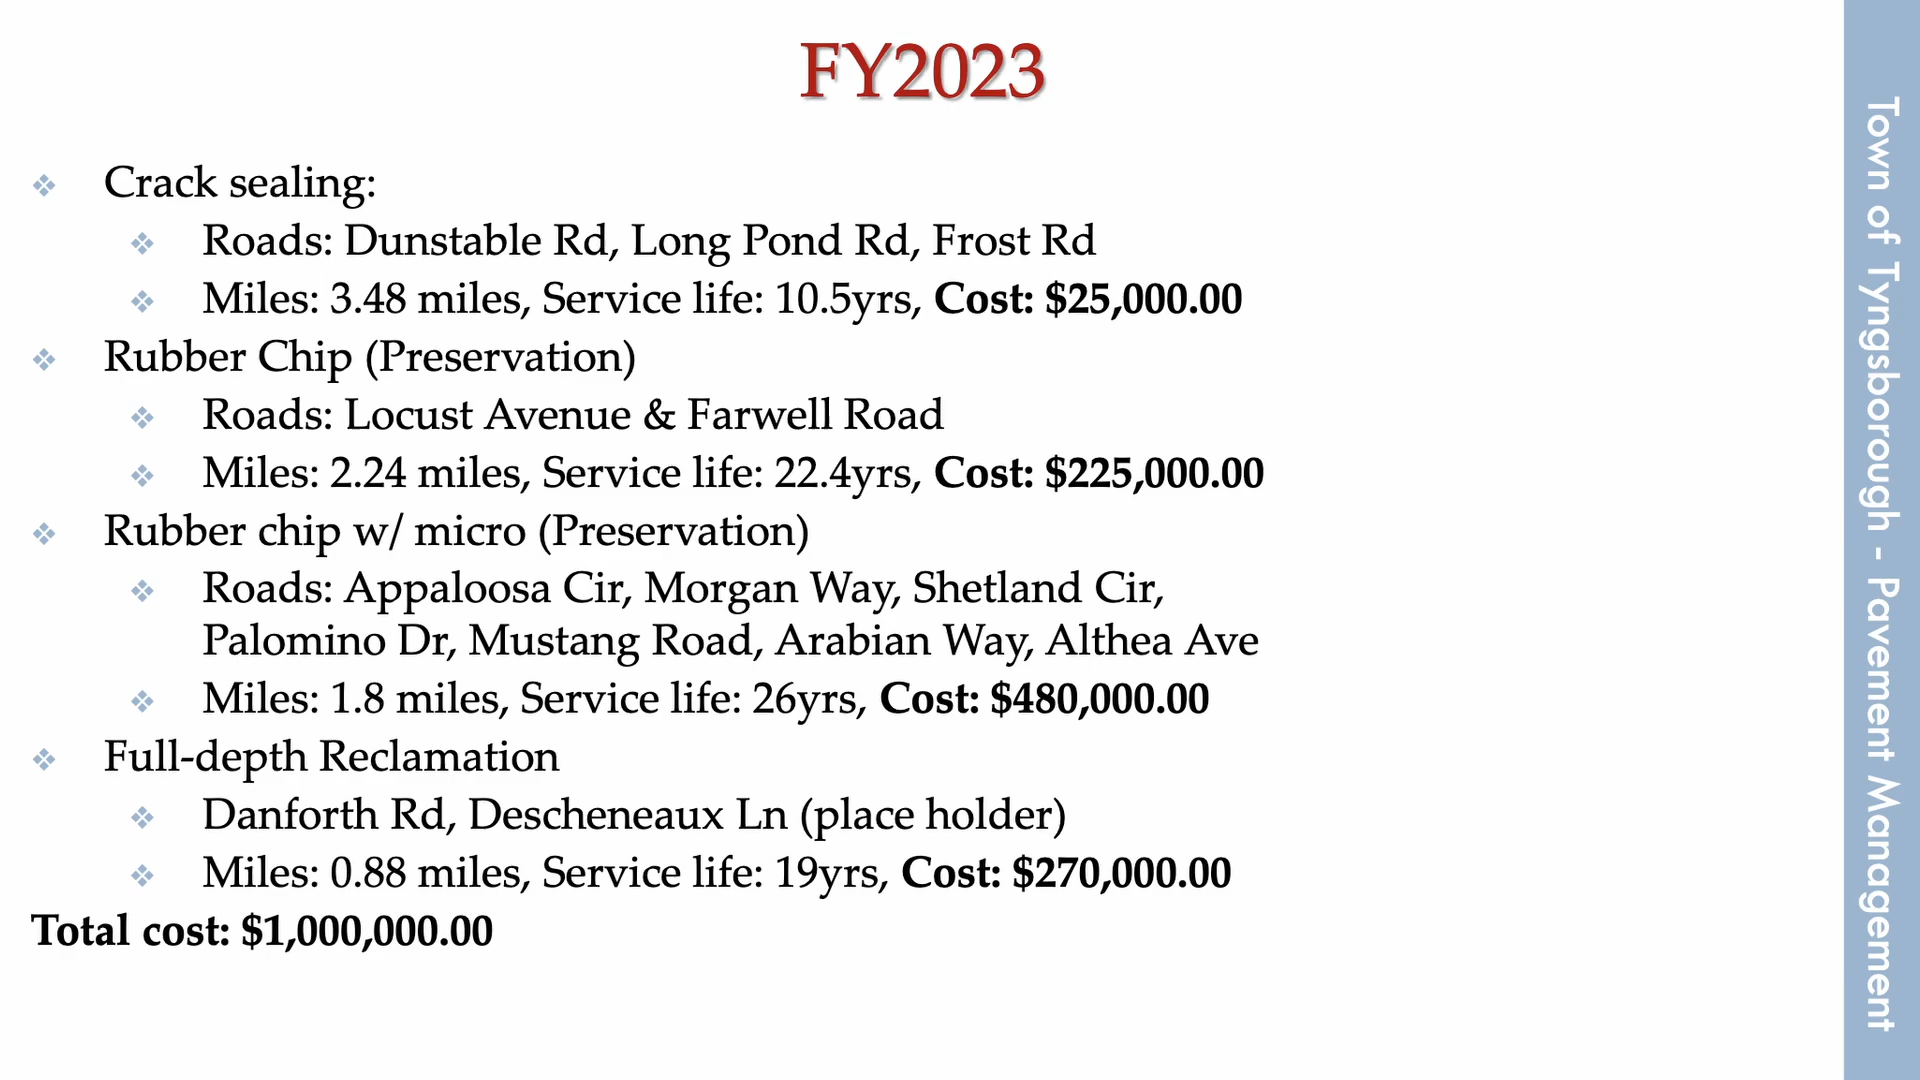 FY2023
Crack sealing:
Roads: Dunstable Rd, Long Pond Rd, Frost Rd
Miles: 3.48 miles, Service life: 10.5yrs, Cost: $25,000.00
Rubber Chip (Preservation)
Roads: Locust Avenue & Farwell Road
Miles: 2.24 miles, Service life: 22.4yrs, Cost: $225,000.00
Rubber chip w/ micro (Preservation)
Roads: Appaloosa Cir, Morgan Way, Shetland Cir,
Palomino Dr, Mustang Road, Arabian Way, Althea Ave
Miles: 1.8 miles, Service life: 26yrs, Cost: $480,000.00
Full-depth Reclamation
Danforth Rd, Descheneaux Ln (place holder)
Miles: 0.88 miles, Service life: 19yrs, Cost: $270,000.00
Total cost: $1,000,000.00
Town of Tyngsborough - Pavement Management